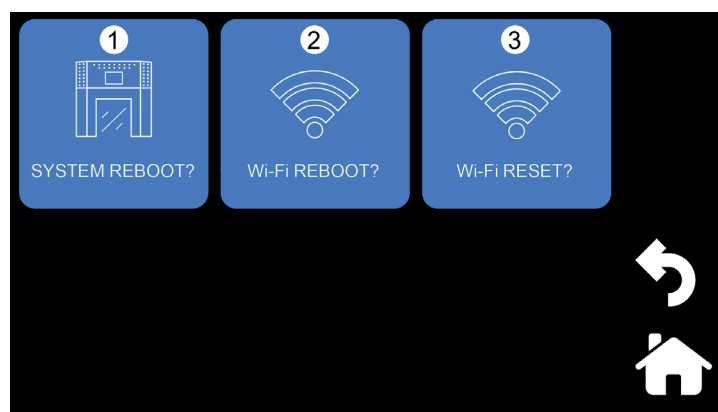 1
2
3
SYSTEM REBOOT?
Wi-Fi REBOOT?
Wi-Fi RESET?